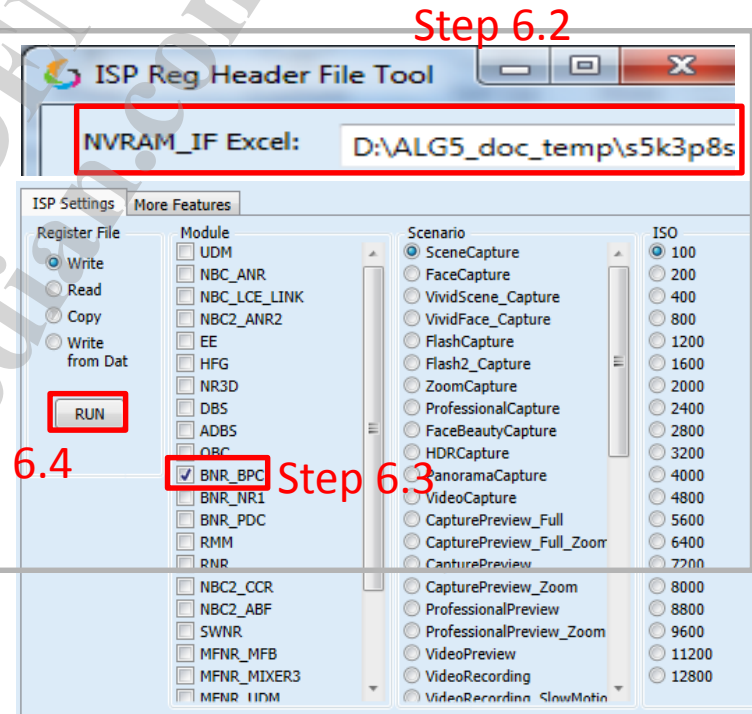 Step 6.2
ISP Reg Header File Tool
NVRAM_IF Excel: D:\ALG5_doc_temp\s5k3p8s
ISP Settings More Features
Register File
Write
Read
Copy
Write
from Dat
RUN
6.4
Module
UDM
NBC_ANR
NBC_LCE_LINK
NBC2_ANR2
EE
HFG
NR3D
DBS
ADBS
OBC
BNR_BPC
Step 6.3
BNR_NR1
BNR_PDC
RMM
RNR
NBC2_CCR
NBC2_ABF
SWNR
MFNR_MFB
MFNR_MIXER3
MFNR_UDM
Scenario
SceneCapture
FaceCapture
VividScene_Capture
VividFace_Capture
FlashCapture
Flash2_Capture
ZoomCapture
ProfessionalCapture
FaceBeautyCapture
HDRCapture
PanoramaCapture
VideoCapture
CapturePreview_Full
CapturePreview_Full_Zoom
CapturePreview
CapturePreview_Zoom
ProfessionalPreview
ProfessionalPreview_Zoom
VideoPreview
VideoRecording
VideoRecording_SlowMotio
ISO
100
200
400
800
1200
1600
2000
2400
2800
3200
4000
4800
5600
6400
7200
8000
8800
9600
11200
12800